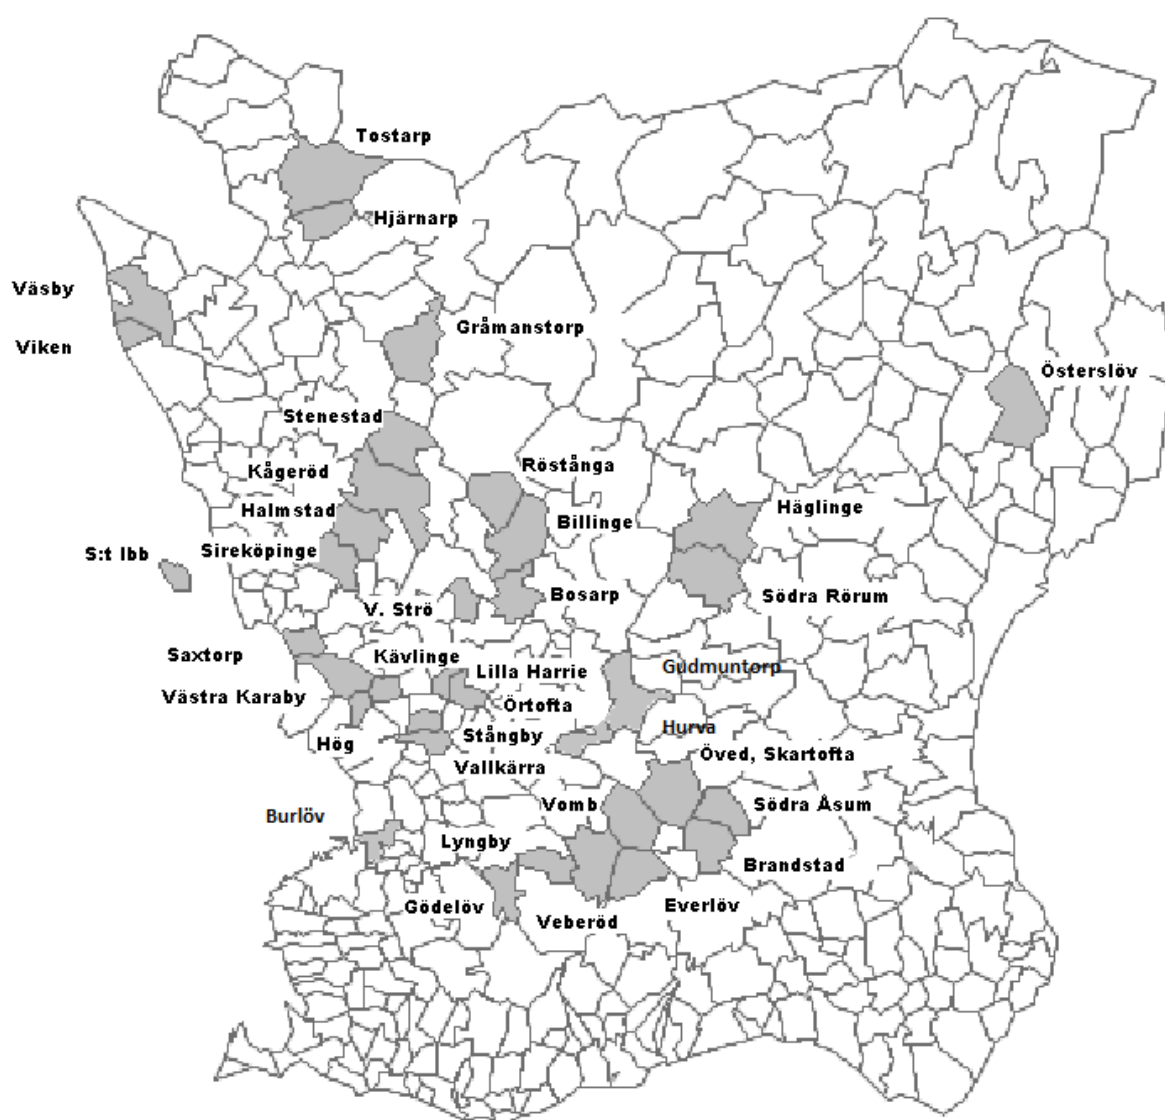 Tostarp
Hjärnarp
Väsby
Gråmanstorp
Viken
Österslöv
Stenestad
Röstånga
Kågeröd
Häglinge
Halmstad
Billinge
Sireköpinge
S:t Ibb
Bosarp
Södra Rörum
V. Strö
Saxtorp
Kävlinge
Lilla Harrie
Gudmuntorp
Västra Karaby
Örtofta
Hurva
Hög
Stångby
Öved, Skartofta
Vallkärra
Vomb
Södra Åsum
Burlöv
Lyngby
Brandstad
Gödelöv
Everlöv
Veberöd